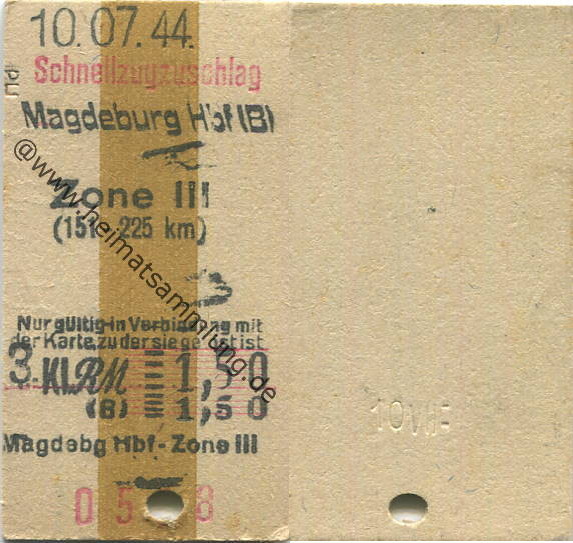 10.07.44.
Schnellzugzuschlag
Magdeburg Hbf (B)
Zone III
(151 - 225 km)
Nur gültig in Verbindung mit
der Karte, zu der sie gelöst ist
3. Kl. RM 1,50
(B) 1,50
Magdebg Hbf - Zone III
@www.heimatsammlung.de